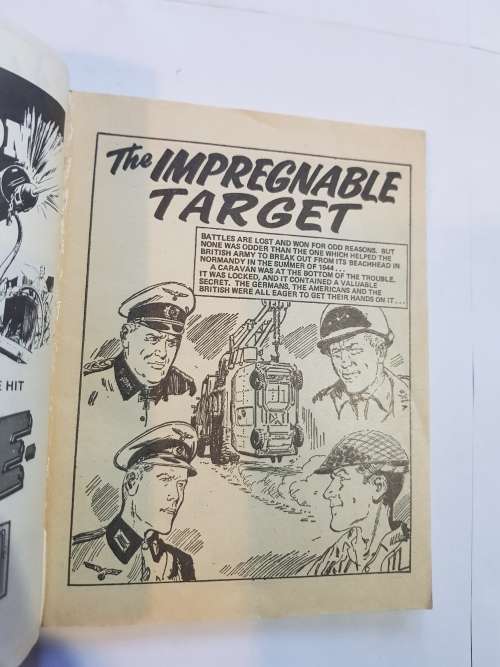 The IMPREGNABLE
TARGET
BATTLES ARE LOST AND WON FOR ODD REASONS. BUT
NONE WAS ODDER THAN THE ONE WHICH HELPED THE
BRITISH ARMY TO BREAK OUT FROM ITS BEACHHEAD IN
NORMANDY IN THE SUMMER OF 1944...
A CARAVAN WAS AT THE BOTTOM OF THE TROUBLE.
IT WAS LOCKED, AND IT CONTAINED A VALUABLE
SECRET. THE GERMANS, THE AMERICANS AND THE
BRITISH WERE ALL EAGER TO GET THEIR HANDS ON IT...
ON
HIT